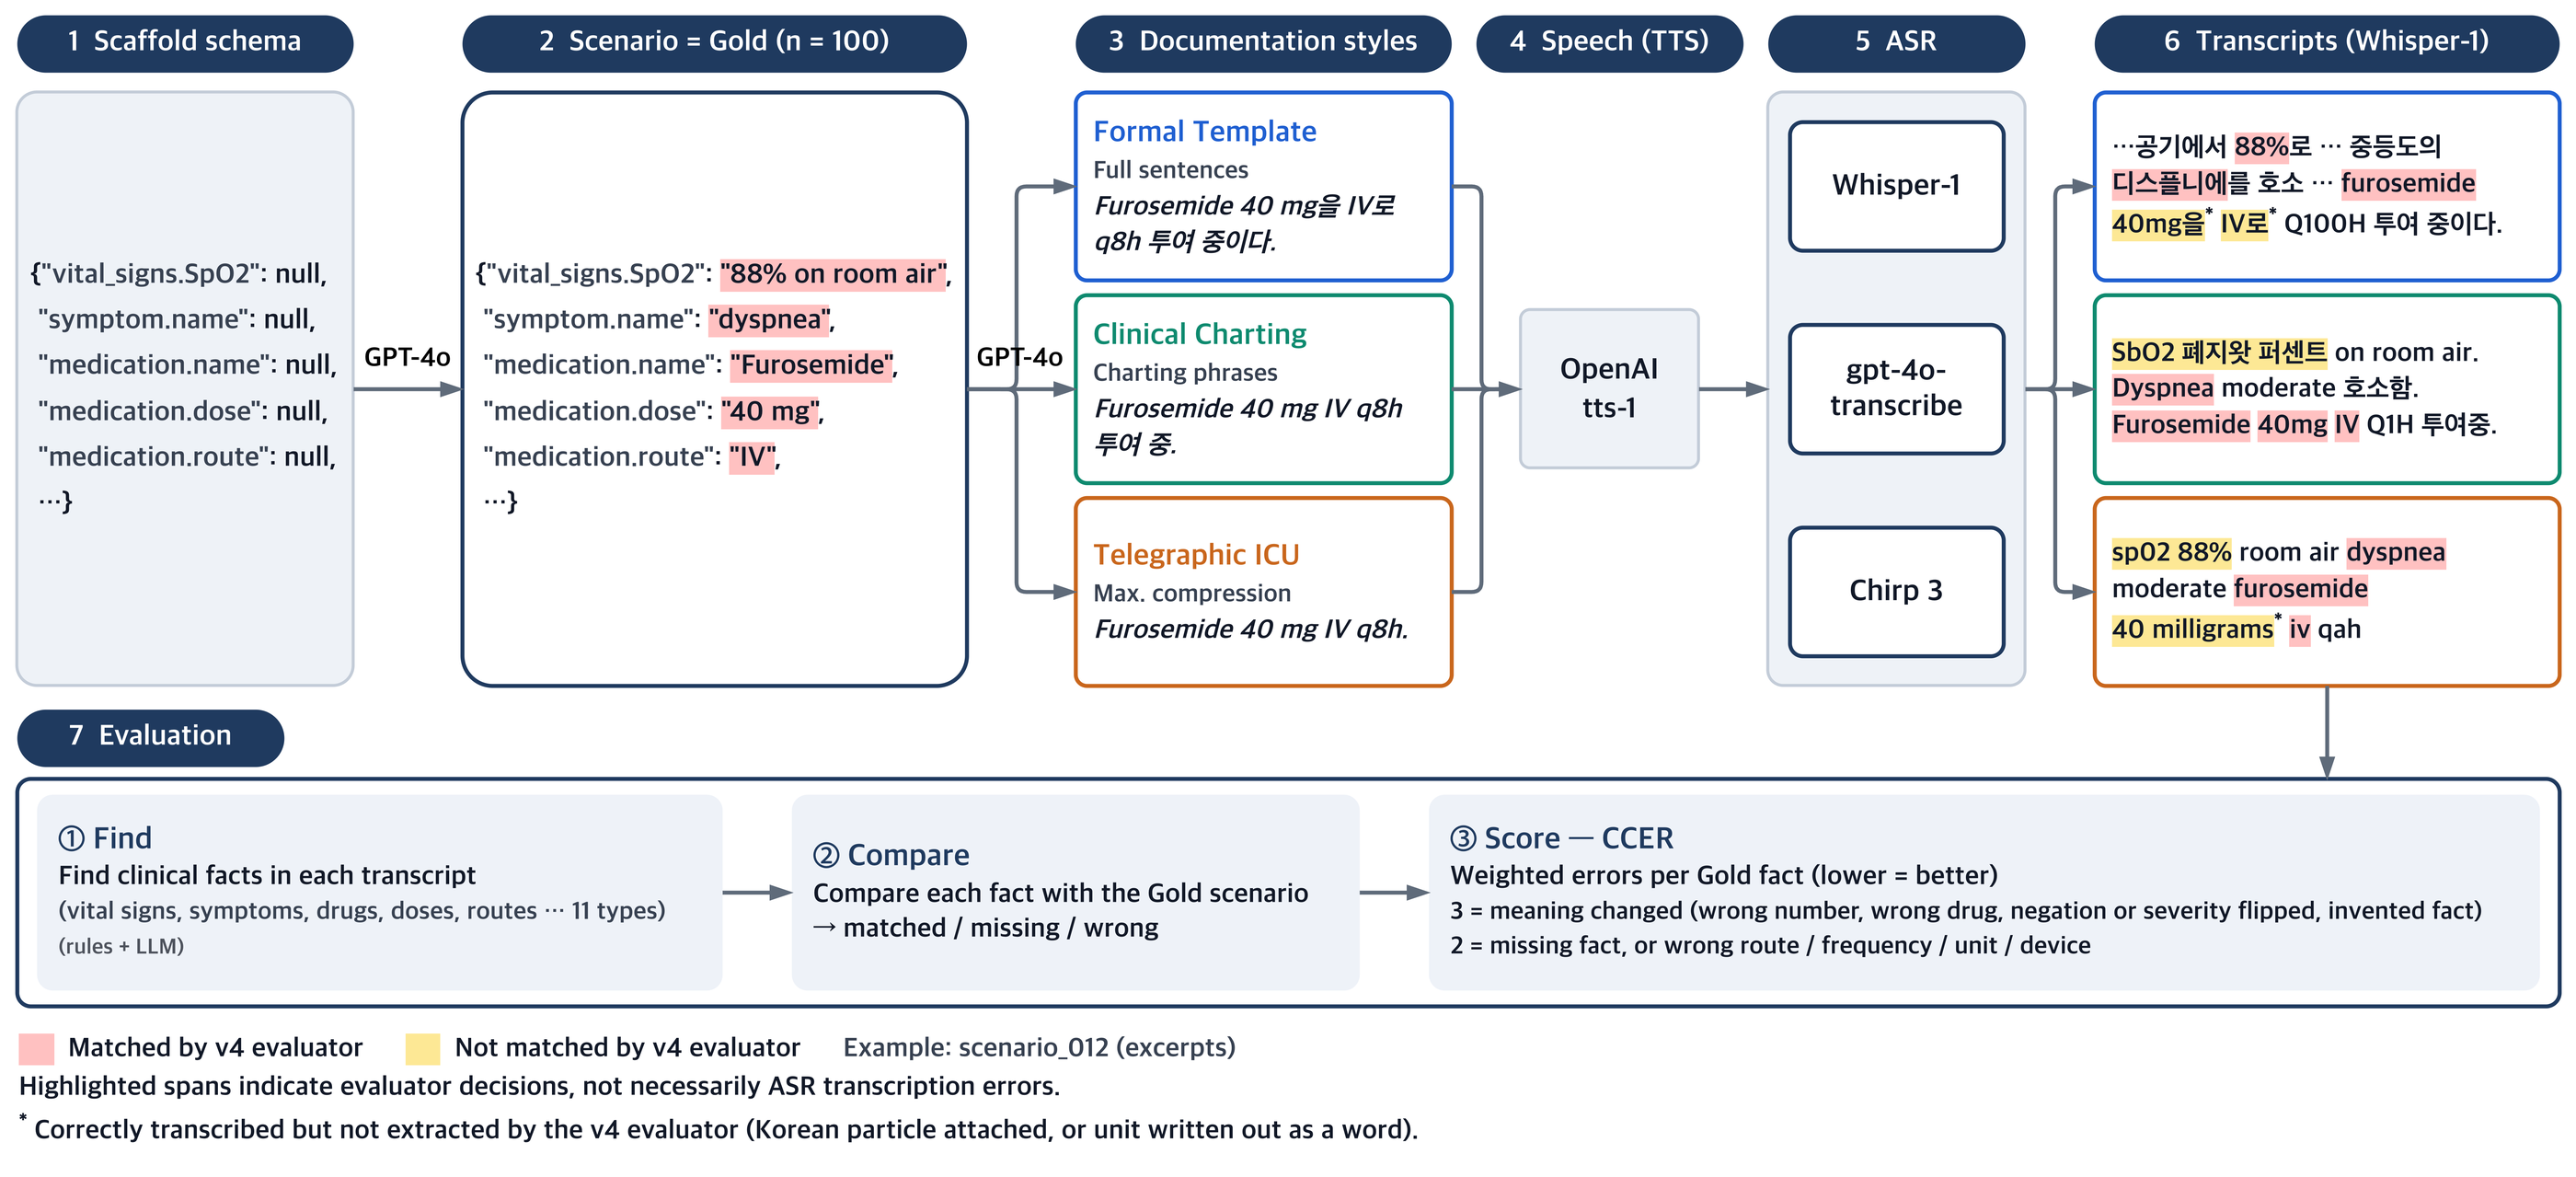 1 Scaffold schema
{"vital_signs.SpO2": null,
"symptom.name": null,
"medication.name": null,
"medication.dose": null,
"medication.route": null,
…}
GPT-4o
2 Scenario = Gold (n = 100)
{"vital_signs.SpO2": "88% on room air",
"symptom.name": "dyspnea",
"medication.name": "Furosemide",
"medication.dose": "40 mg",
"medication.route": "IV",
…}
GPT-4o
3 Documentation styles
Formal Template
Full sentences
Furosemide 40 mg을 IV로
q8h 투여 중이다.
Clinical Charting
Charting phrases
Furosemide 40 mg IV q8h
투여 중.
Telegraphic ICU
Max. compression
Furosemide 40 mg IV q8h.
4 Speech (TTS)
OpenAI
tts-1
5 ASR
Whisper-1
gpt-4o-
transcribe
Chirp 3
6 Transcripts (Whisper-1)
…공기에서 88%로 … 중등도의
디스플니에를 호소 … furosemide
40mg을* IV로* Q100H 투여 중이다.
SbO2 폐지왓 퍼센트 on room air.
Dyspnea moderate 호소함.
Furosemide 40mg IV Q1H 투여중.
spO2 88% room air dyspnea
moderate furosemide
40 milligrams* iv qah
7 Evaluation
① Find
Find clinical facts in each transcript
(vital signs, symptoms, drugs, doses, routes … 11 types)
(rules + LLM)
② Compare
Compare each fact with the Gold scenario
→ matched / missing / wrong
③ Score — CCER
Weighted errors per Gold fact (lower = better)
3 = meaning changed (wrong number, wrong drug, negation or severity flipped, invented fact)
2 = missing fact, or wrong route / frequency / unit / device
Matched by v4 evaluator
Not matched by v4 evaluator
Example: scenario_012 (excerpts)
Highlighted spans indicate evaluator decisions, not necessarily ASR transcription errors.
* Correctly transcribed but not extracted by the v4 evaluator (Korean particle attached, or unit written out as a word).